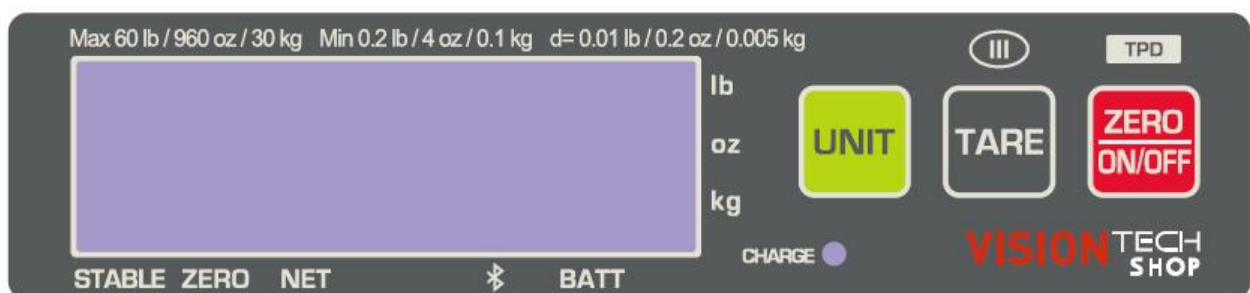 Max 60 lb / 960 oz / 30 kg Min 0.2 lb / 4 oz / 0.1 kg d= 0.01 lb / 0.2 oz / 0.005 kg
III
TPD
lb
oz
kg
UNIT
TARE
ZERO
ON/OFF
CHARGE
VISIONTECH
SHOP
STABLE ZERO NET BATT